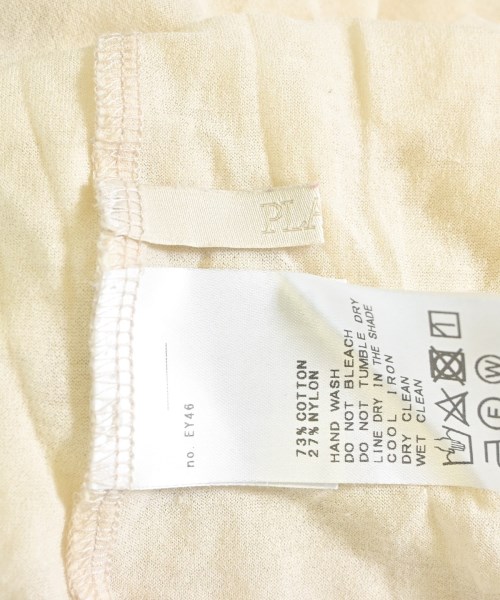 PLA
73% COTTON
27% NYLON
HAND WASH
DO NOT BLEACH
DO NOT TUMBLE DRY
LINE DRY IN THE SHADE
COOL IRON
DRY CLEAN
WET CLEAN
F W
no. EY46